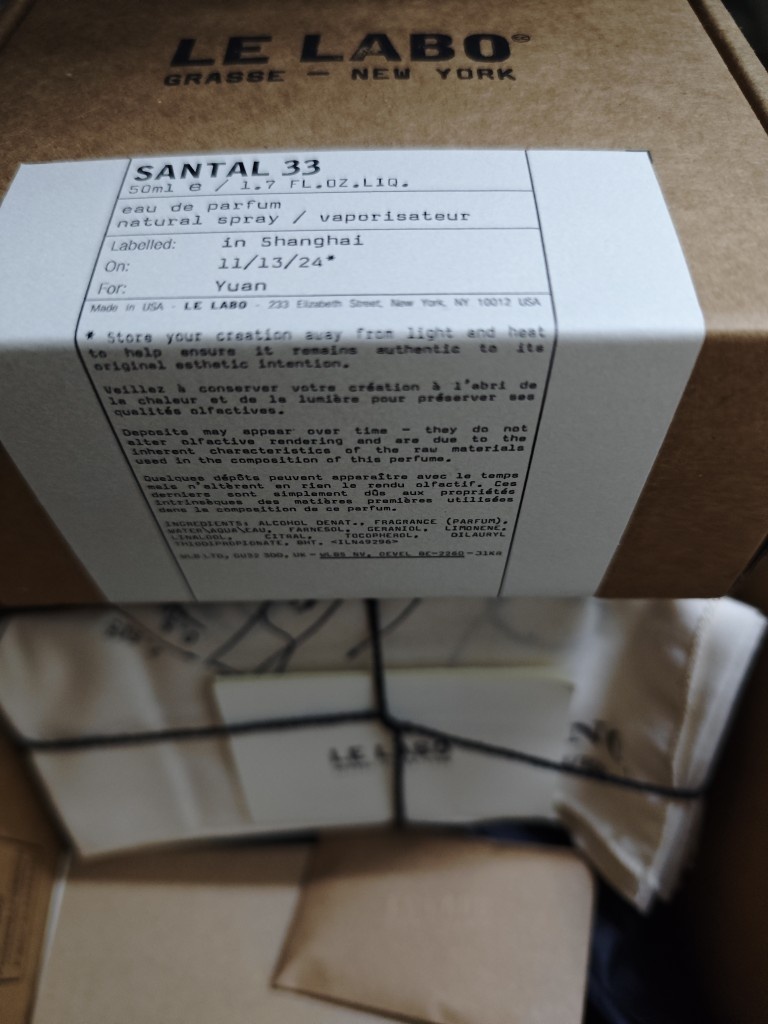 LE LABO®
GRASSE — NEW YORK
SANTAL 33
50ml e / 1.7 FL.OZ.LIQ.
eau de parfum
natural spray / vaporisateur
Labelled: in Shanghai
On: 11/13/24*
For: Yuan
Made in USA - LE LABO - 233 Elizabeth Street, New York, NY 10012 USA
* Store your creation away from light and heat
to help ensure it remains authentic to its
original esthetic intention.
Veillez à conserver votre création à l'abri de
la chaleur et de la lumière pour préserver ses
qualités olfactives.
Deposits may appear over time - they do not
alter olfactive rendering and are due to the
inherent characteristics of the raw materials
used in the composition of this perfume.
Quelques dépôts peuvent apparaître avec le temps
mais n'altèrent en rien le rendu olfactif. Ces
derniers sont simplement dûs aux propriétés
intrinsèques des matières premières utilisées
dans la composition de ce parfum.
INGREDIENTS: ALCOHOL DENAT., FRAGRANCE (PARFUM),
WATER\AQUA\EAU, FARNESOL, GERANIOL, LIMONENE,
LINALOOL, CITRAL, TOCOPHEROL, DILAURYL
THIODIPROPIONATE, BHT. <ILN49296>
LTD, GU32 3DD, UK - NV, BE-2260
LE LABO